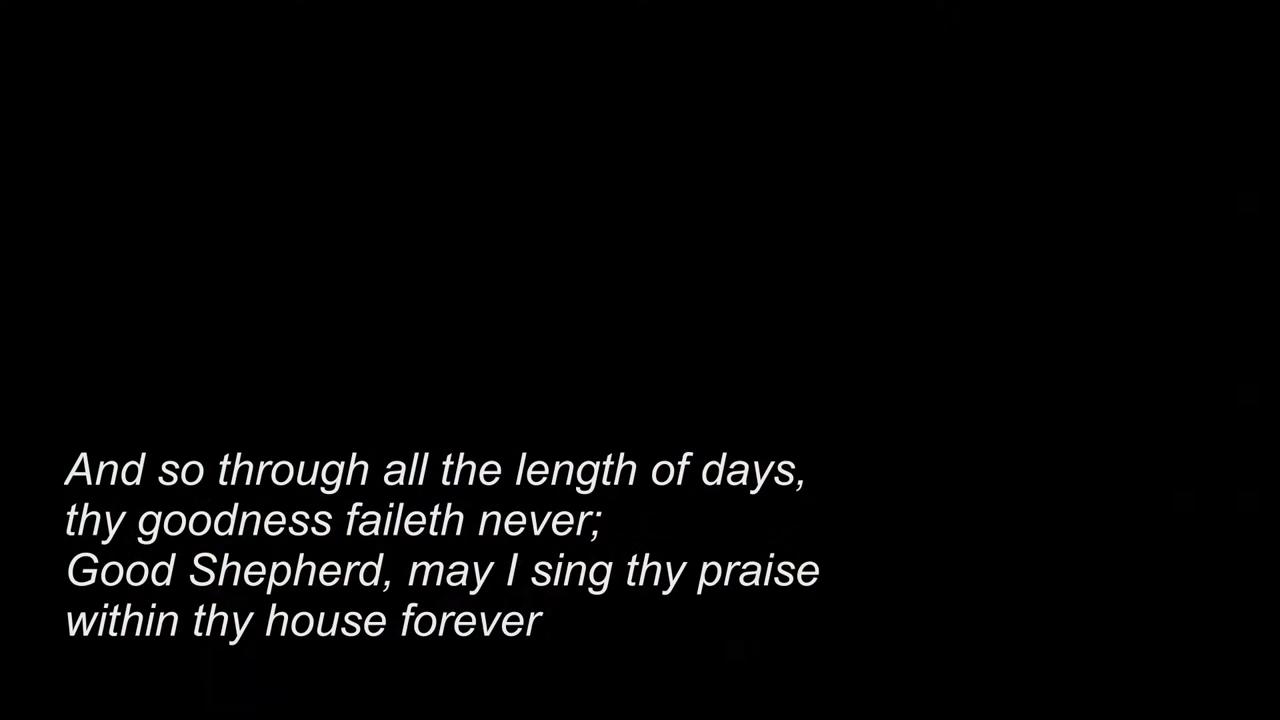 And so through all the length of days,
thy goodness faileth never;
Good Shepherd, may I sing thy praise
within thy house forever